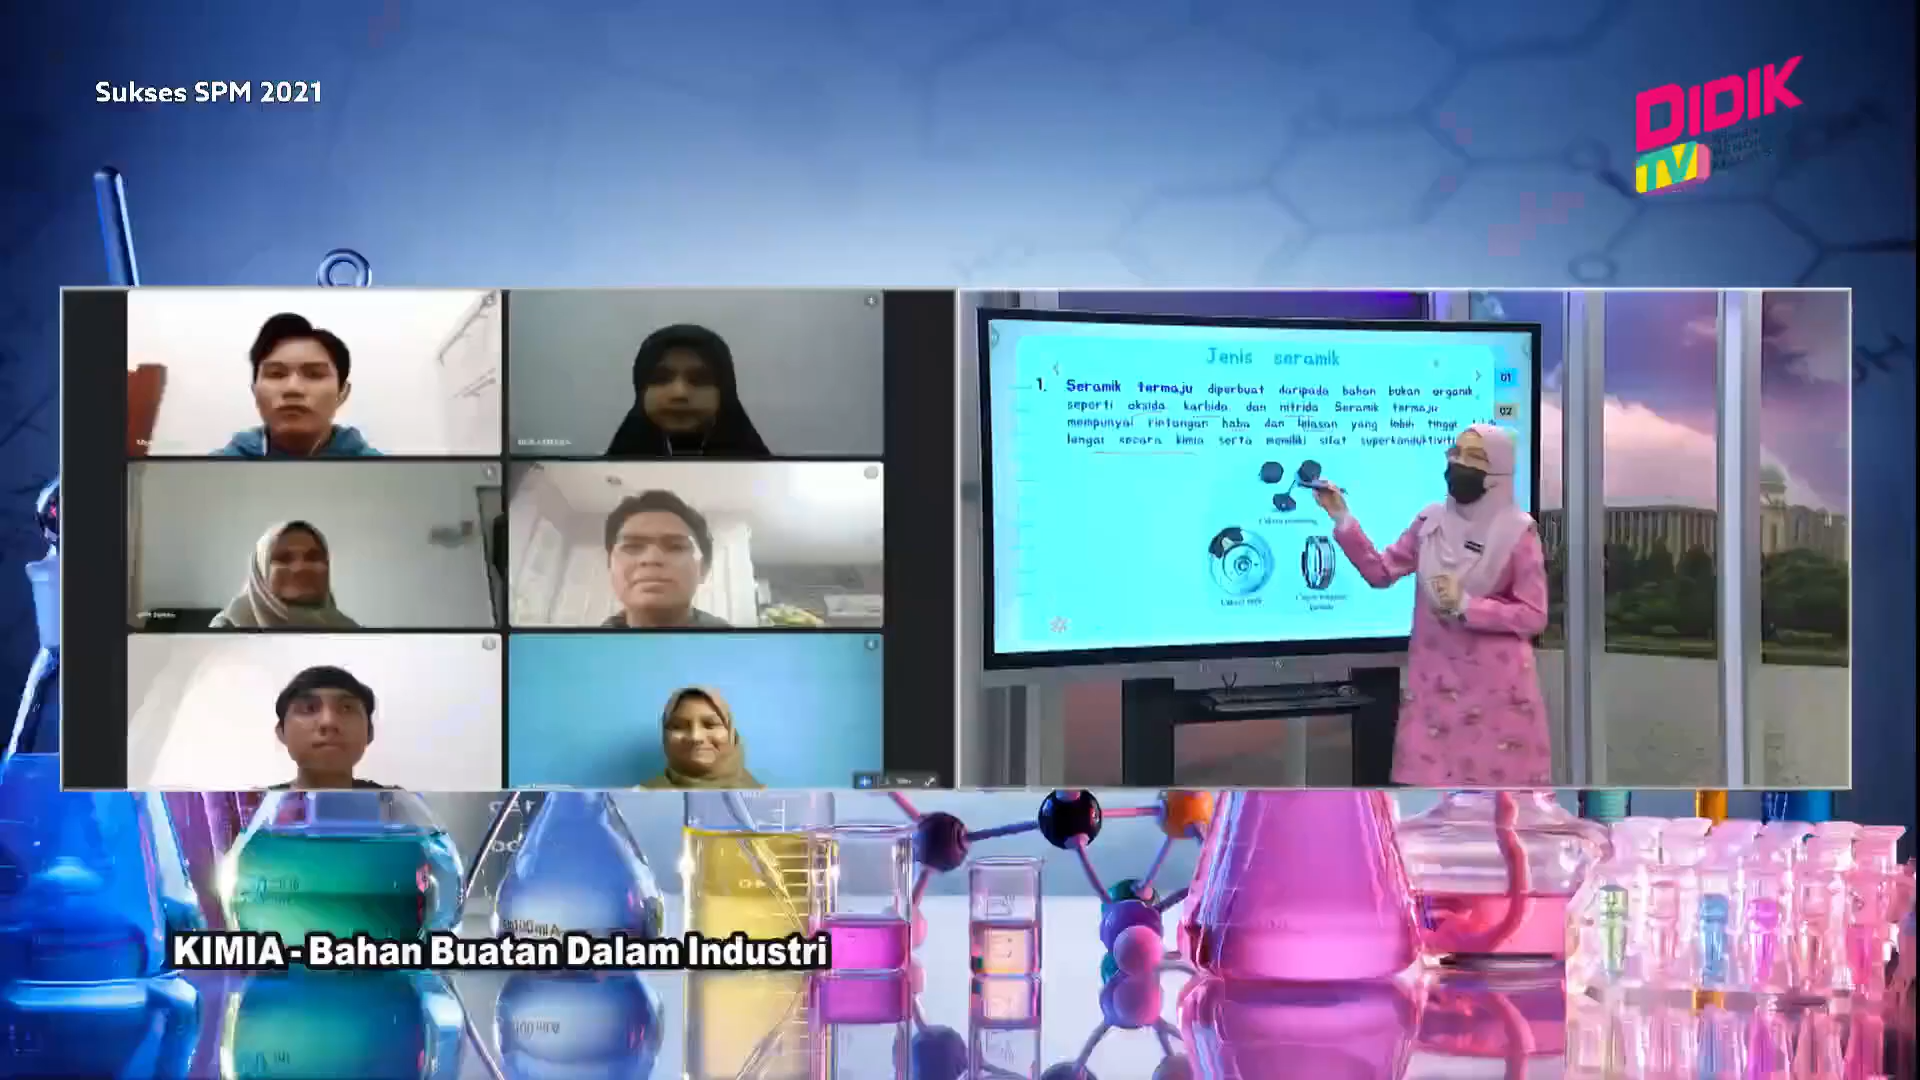 Sukses SPM 2021
DIDIK
TV
Jenis seramik
1. Seramik termaju diperbuat daripada bahan bukan organik
seperti oksida, karbida dan nitrida Seramik termaju
mempunyai rintangan haba dan lelasan yang lebih tinggi
lengai secara kimia serta memiliki sifat superkonduktiviti
01
02
Cakera brek
KIMIA - Bahan Buatan Dalam Industri